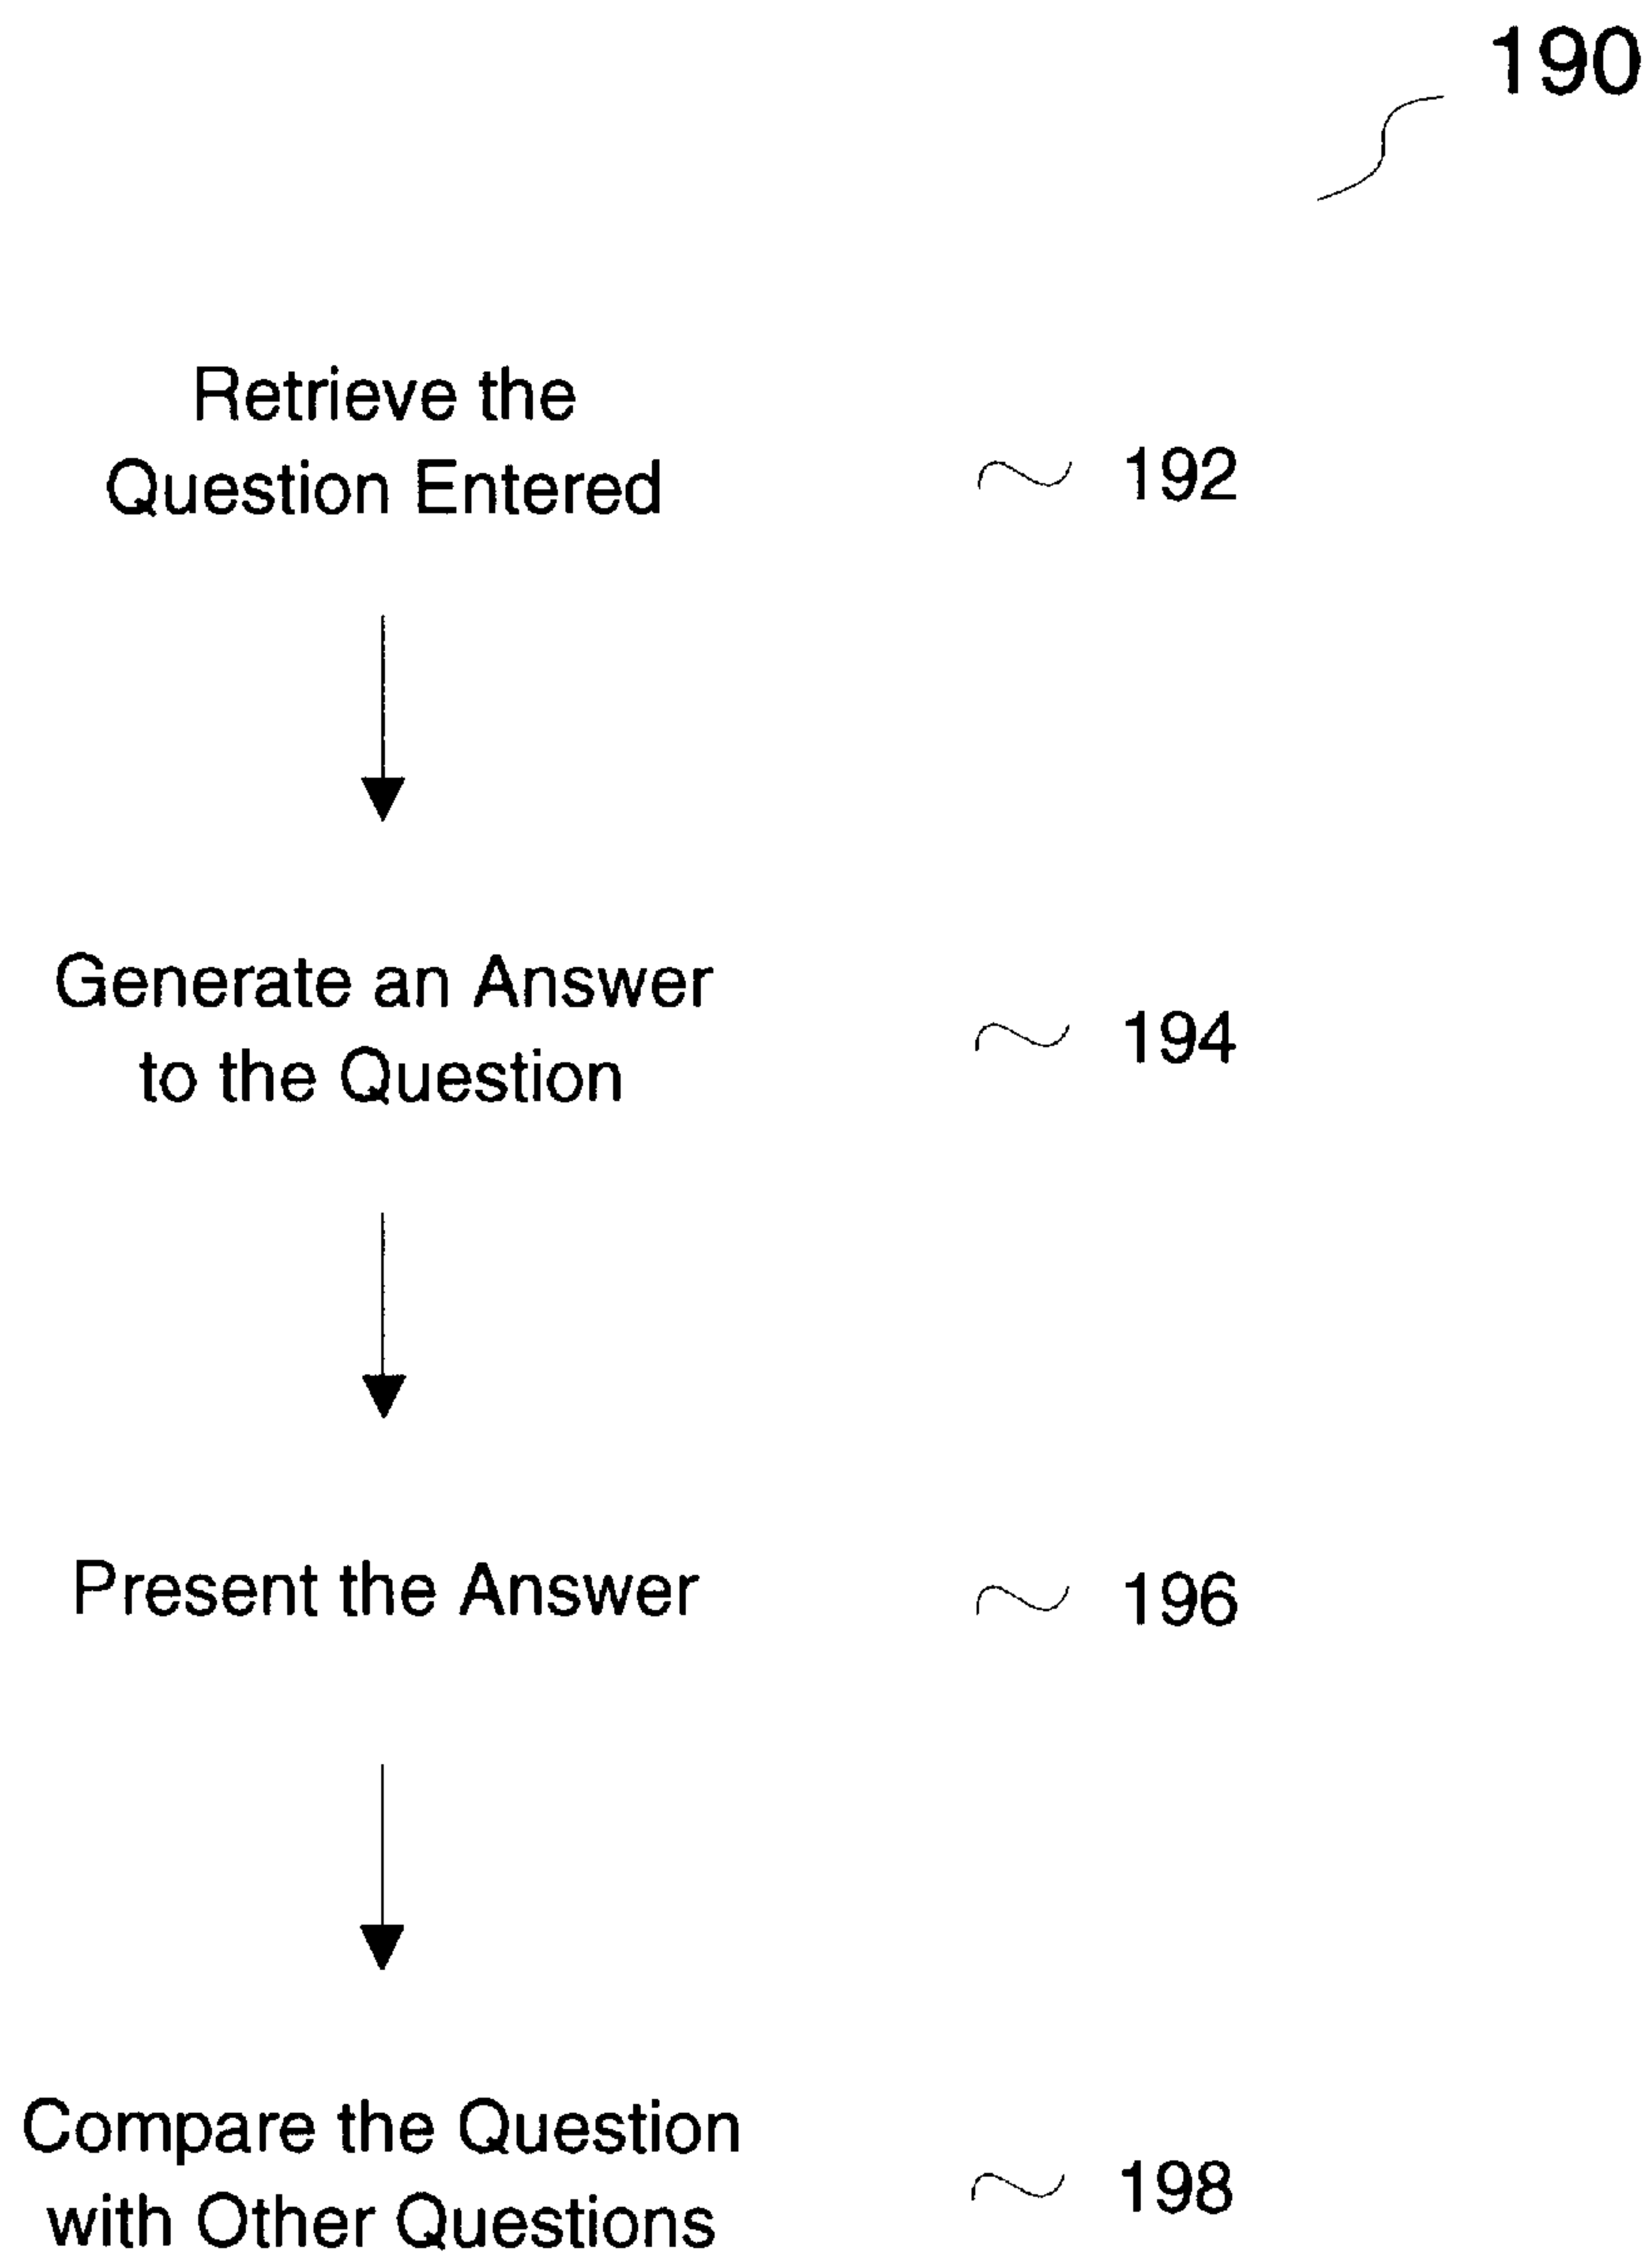 190
Retrieve the
Question Entered
192
Generate an Answer
to the Question
194
Present the Answer
196
Compare the Question
with Other Questions
198